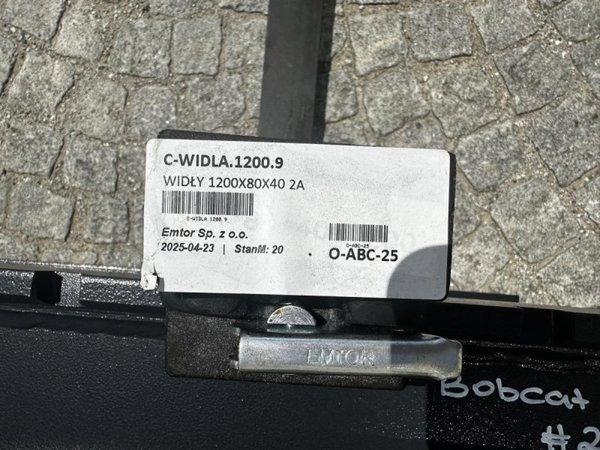 C-WIDLA.1200.9
WIDŁY 1200X80X40 2A
C-WIDLA.1200.9
Emtor Sp. z o.o.
2025-04-23 | StanM: 20
O-ABC-25
O-ABC-25
EMTOR
Bobcat
#2